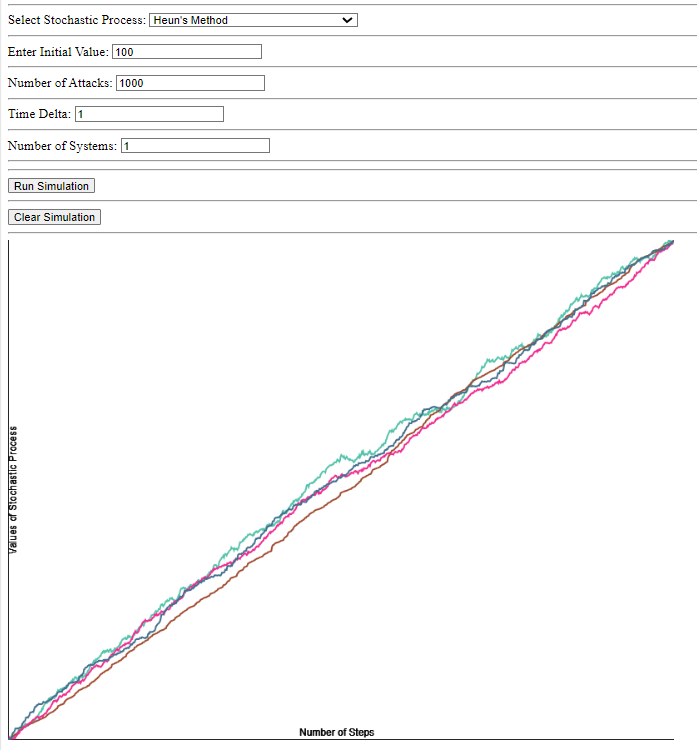 Select Stochastic Process: Heun's Method
Enter Initial Value: 100
Number of Attacks: 1000
Time Delta: 1
Number of Systems: 1
Run Simulation
Clear Simulation
Values of Stochastic Process
Number of Steps